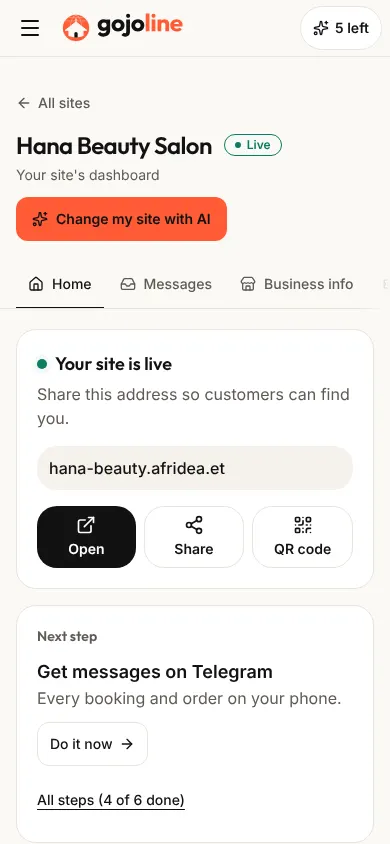 gojoline
5 left
All sites
Hana Beauty Salon
Live
Your site's dashboard
Change my site with AI
Home
Messages
Business info
Your site is live
Share this address so customers can find
you.
hana-beauty.afridea.et
Open
Share
QR code
Next step
Get messages on Telegram
Every booking and order on your phone.
Do it now
All steps (4 of 6 done)